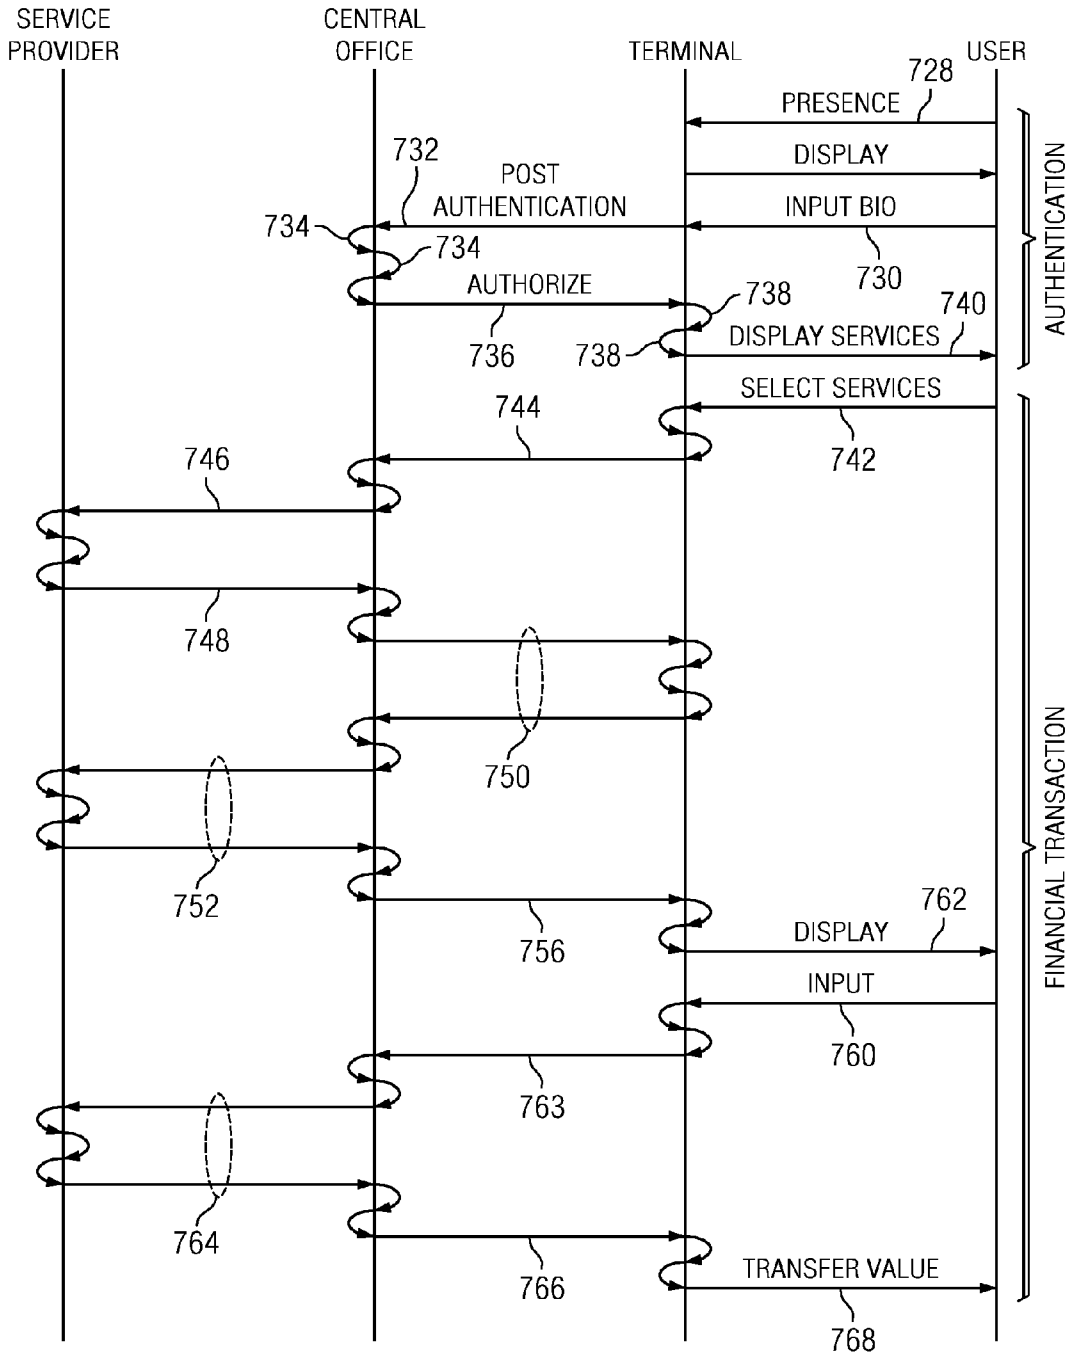 SERVICE
PROVIDER
CENTRAL
OFFICE
TERMINAL
USER
728
PRESENCE
DISPLAY
732
POST
AUTHENTICATION
INPUT BIO
730
734
734
AUTHORIZE
736
738
738
DISPLAY SERVICES
740
AUTHENTICATION
SELECT SERVICES
742
744
746
748
750
752
756
762
DISPLAY
INPUT
760
763
764
766
TRANSFER VALUE
768
FINANCIAL TRANSACTION